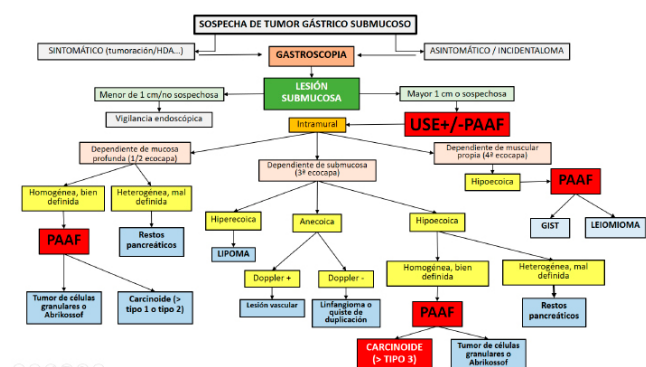 SOSPECHA DE TUMOR GÁSTRICO SUBMUCOSO
SINTOMÁTICO (tumoración/HDA...)
GASTROSCOPIA
ASINTOMÁTICO / INCIDENTALOMA
LESIÓN
SUBMUCOSA
Menor de 1 cm/no sospechosa
Mayor 1 cm o sospechosa
Vigilancia endoscópica
Intramural
USE+/-PAAF
Dependiente de mucosa
profunda (1/2 ecocapa)
Dependiente de submucosa
(3ª ecocapa)
Dependiente de muscular
propia (4ª ecocapa)
Hipoecoica
PAAF
GIST
LEIOMIOMA
Homogénea, bien
definida
Heterogénea, mal
definida
PAAF
Restos
pancreáticos
Tumor de células
granulares o
Abrikossof
Carcinoide (>
tipo 1 o tipo 2)
Hiperecoica
Anecoica
Hipoecoica
LIPOMA
Doppler +
Doppler -
Lesión vascular
Linfangioma o
quiste de
duplicación
Homogénea, bien
definida
Heterogénea, mal
definida
PAAF
Restos
pancreáticos
CARCINOIDE
(> TIPO 3)
Tumor de células
granulares o
Abrikossof